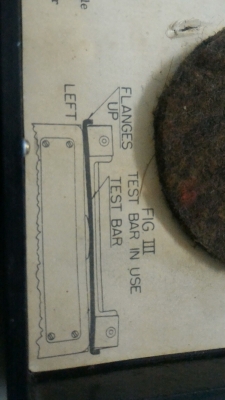 LEFT
FLANGES
UP
TEST BAR
FIG III
TEST BAR IN USE